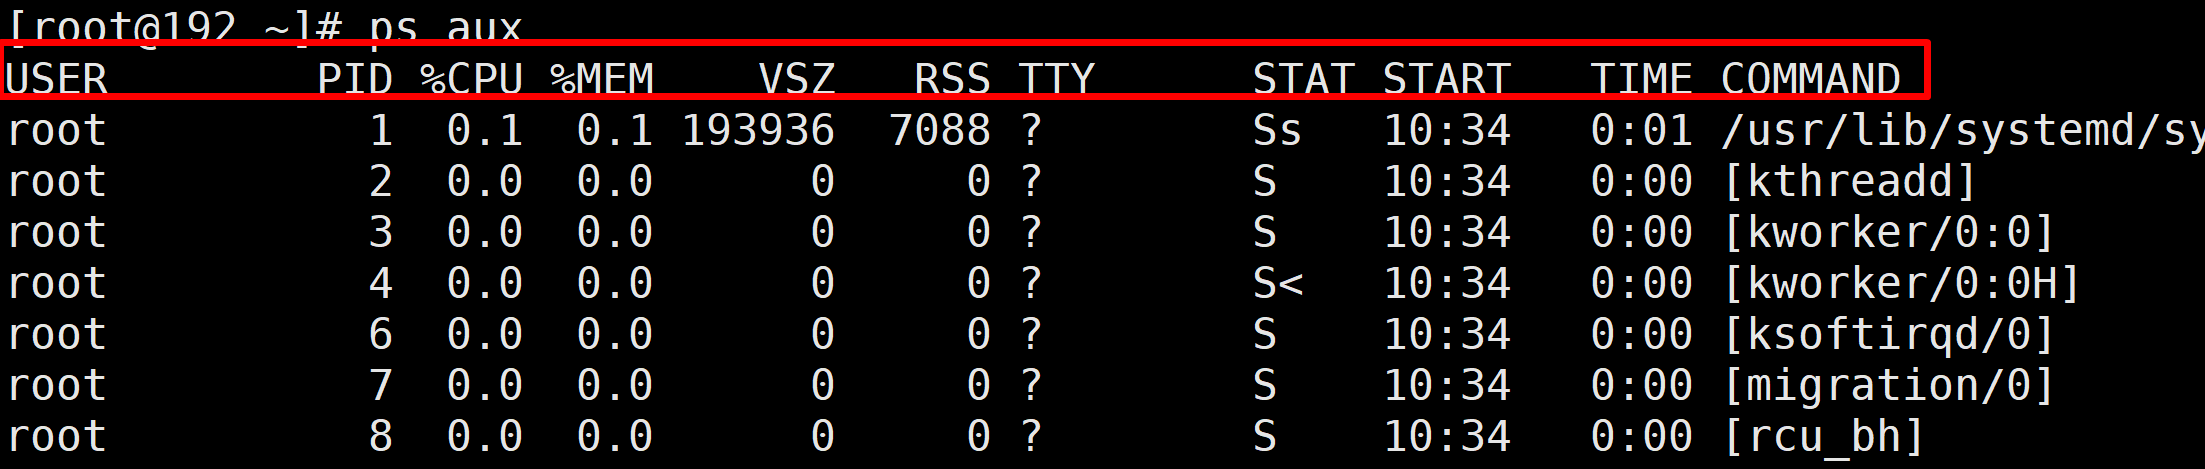 [root@192 ~]# ps aux
USER PID %CPU %MEM VSZ RSS TTY STAT START TIME COMMAND
root 1 0.1 0.1 193936 7088 ? Ss 10:34 0:01 /usr/lib/systemd/sy
root 2 0.0 0.0 0 0 ? S 10:34 0:00 [kthreadd]
root 3 0.0 0.0 0 0 ? S 10:34 0:00 [kworker/0:0]
root 4 0.0 0.0 0 0 ? S< 10:34 0:00 [kworker/0:0H]
root 6 0.0 0.0 0 0 ? S 10:34 0:00 [ksoftirqd/0]
root 7 0.0 0.0 0 0 ? S 10:34 0:00 [migration/0]
root 8 0.0 0.0 0 0 ? S 10:34 0:00 [rcu_bh]